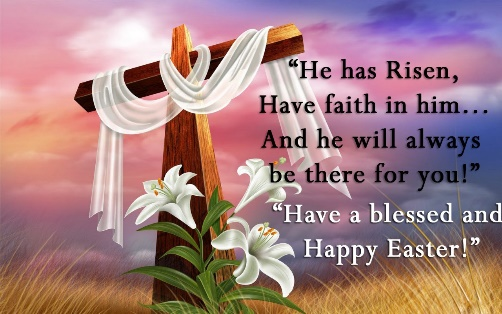 “He has Risen,
Have faith in him...
And he will always
be there for you!”
“Have a blessed and
Happy Easter!”